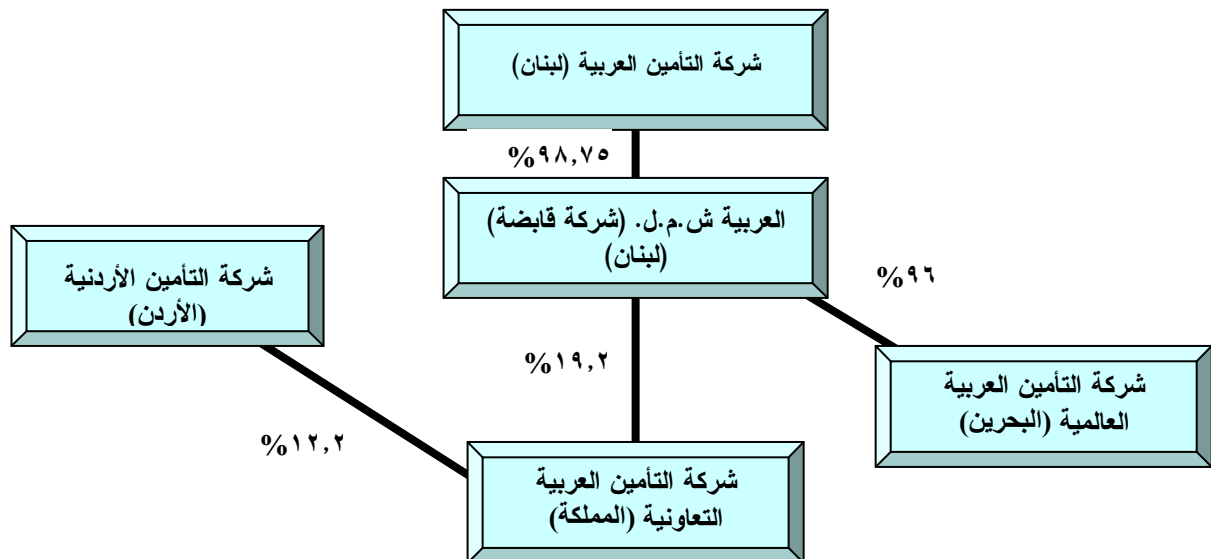 شركة التأمين العربية (لبنان)
%٩٨,٧٥
العربية ش.م.ل. (شركة قابضة)
(لبنان)
شركة التأمين الأردنية
(الأردن)
%٩٦
%١٩,٢
شركة التأمين العربية
العالمية (البحرين)
%١٢,٢
شركة التأمين العربية
التعاونية (المملكة)